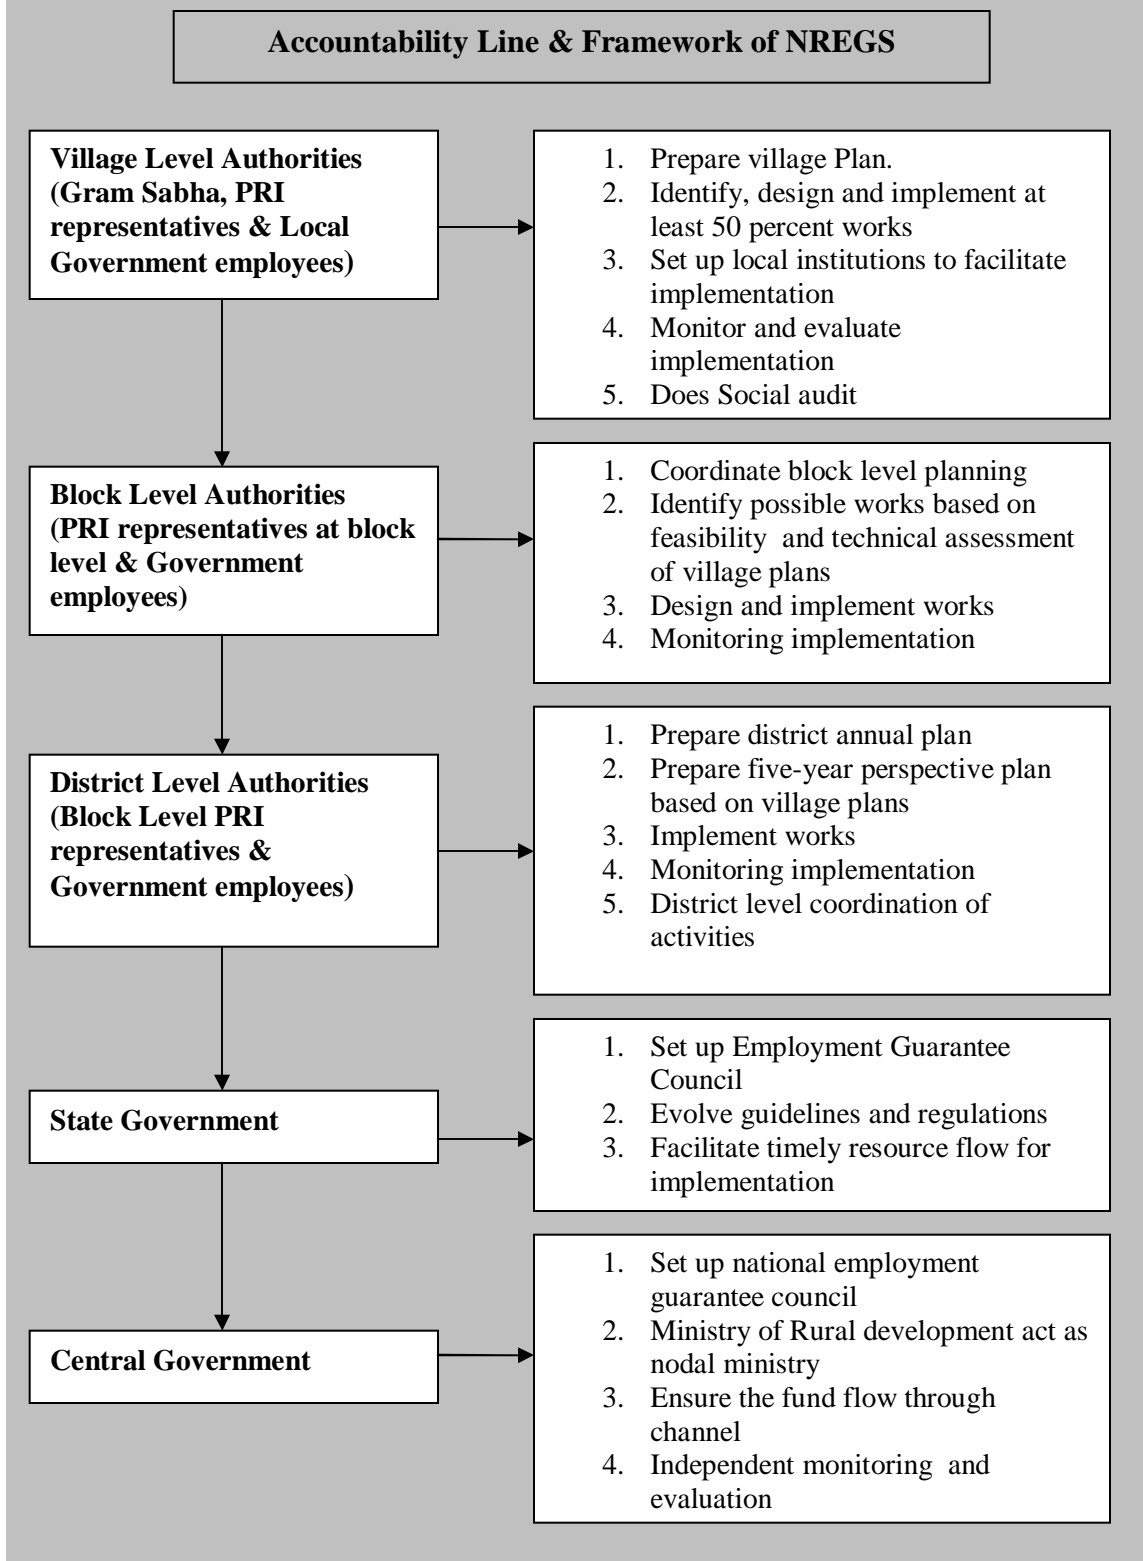 Accountability Line & Framework of NREGS
Village Level Authorities
(Gram Sabha, PRI
representatives & Local
Government employees)
1. Prepare village Plan.
2. Identify, design and implement at
least 50 percent works
3. Set up local institutions to facilitate
implementation
4. Monitor and evaluate
implementation
5. Does Social audit
Block Level Authorities
(PRI representatives at block
level & Government
employees)
1. Coordinate block level planning
2. Identify possible works based on
feasibility and technical assessment
of village plans
3. Design and implement works
4. Monitoring implementation
District Level Authorities
(Block Level PRI
representatives &
Government employees)
1. Prepare district annual plan
2. Prepare five-year perspective plan
based on village plans
3. Implement works
4. Monitoring implementation
5. District level coordination of
activities
State Government
1. Set up Employment Guarantee
Council
2. Evolve guidelines and regulations
3. Facilitate timely resource flow for
implementation
Central Government
1. Set up national employment
guarantee council
2. Ministry of Rural development act as
nodal ministry
3. Ensure the fund flow through
channel
4. Independent monitoring and
evaluation